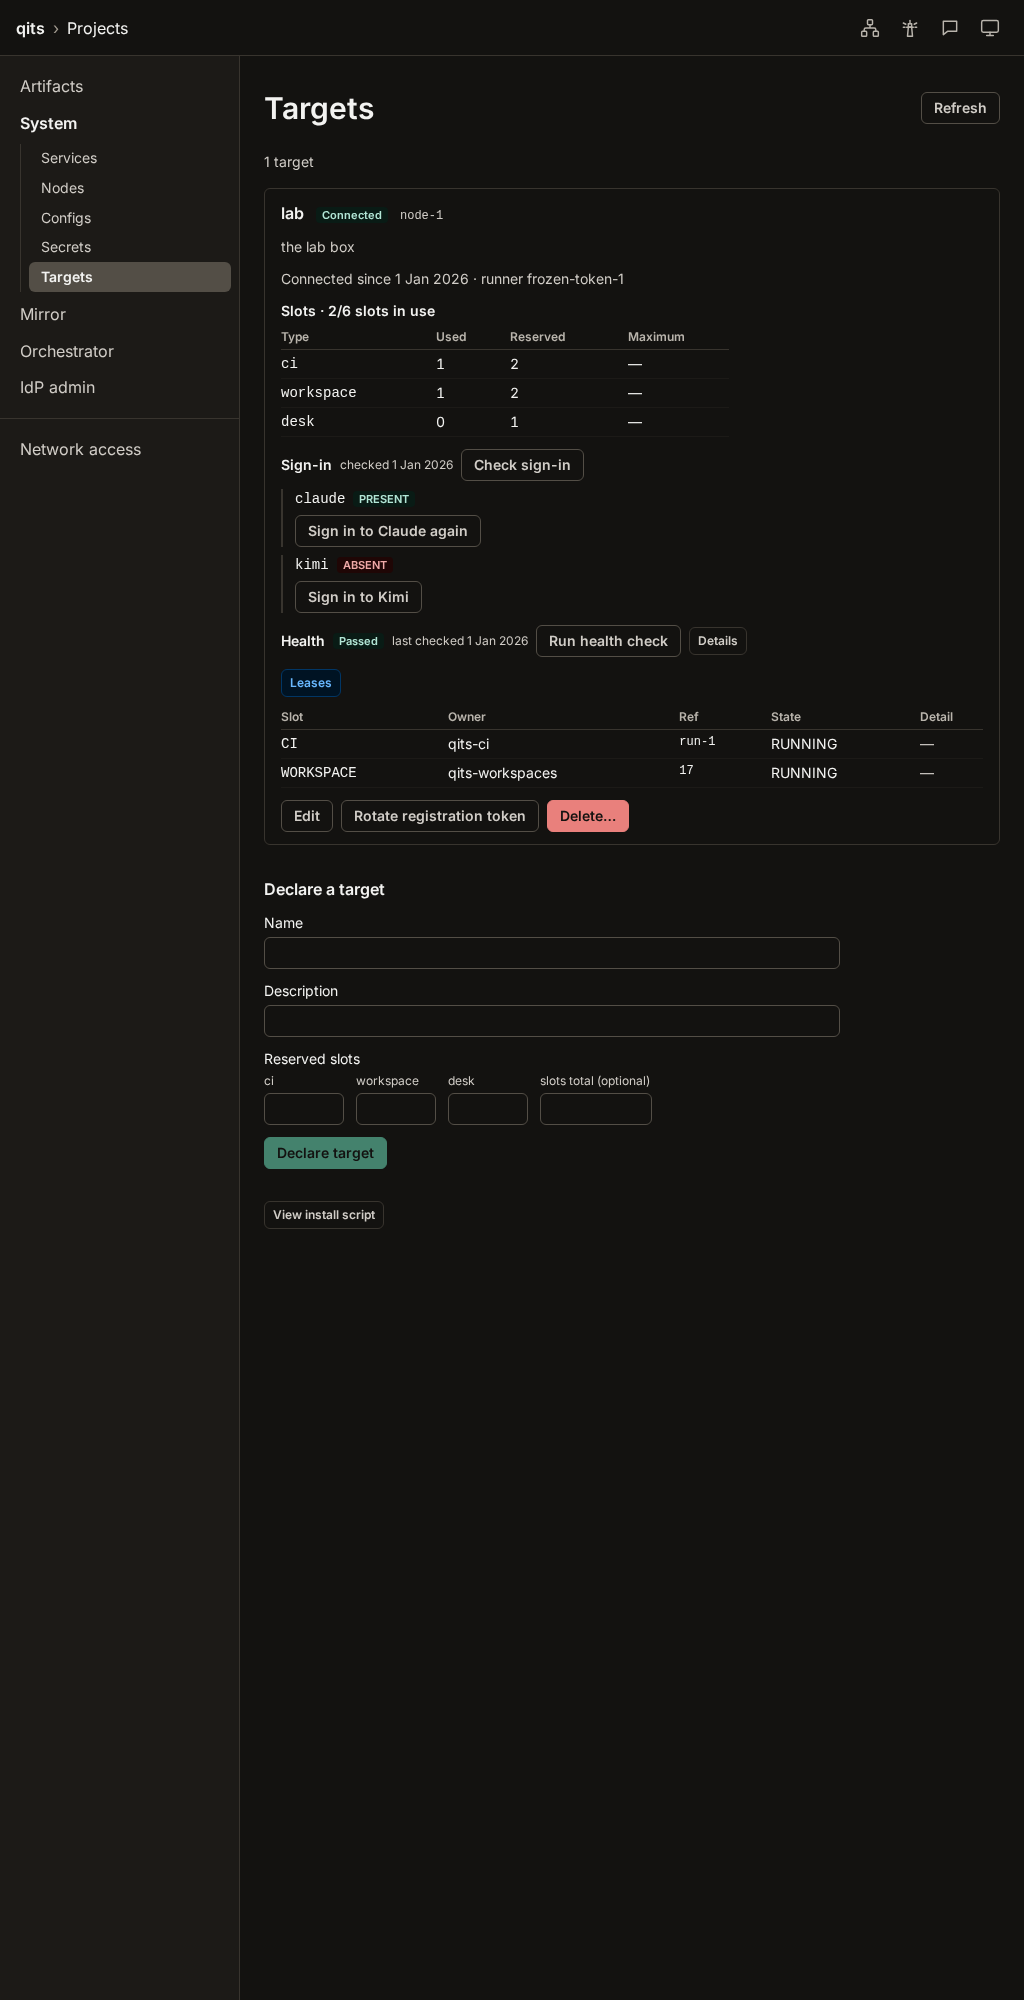 qits › Projects
Artifacts
System
Services
Nodes
Configs
Secrets
Targets
Mirror
Orchestrator
IdP admin
Network access
Targets
Refresh
1 target
lab Connected node-1
the lab box
Connected since 1 Jan 2026 · runner frozen-token-1
Slots · 2/6 slots in use
Type Used Reserved Maximum
ci 1 2 —
workspace 1 2 —
desk 0 1 —
Sign-in checked 1 Jan 2026 Check sign-in
claude PRESENT
Sign in to Claude again
kimi ABSENT
Sign in to Kimi
Health Passed last checked 1 Jan 2026 Run health check Details
Leases
Slot Owner Ref State Detail
CI qits-ci run-1 RUNNING —
WORKSPACE qits-workspaces 17 RUNNING —
Edit Rotate registration token Delete…
Declare a target
Name
Description
Reserved slots
ci workspace desk slots total (optional)
Declare target
View install script